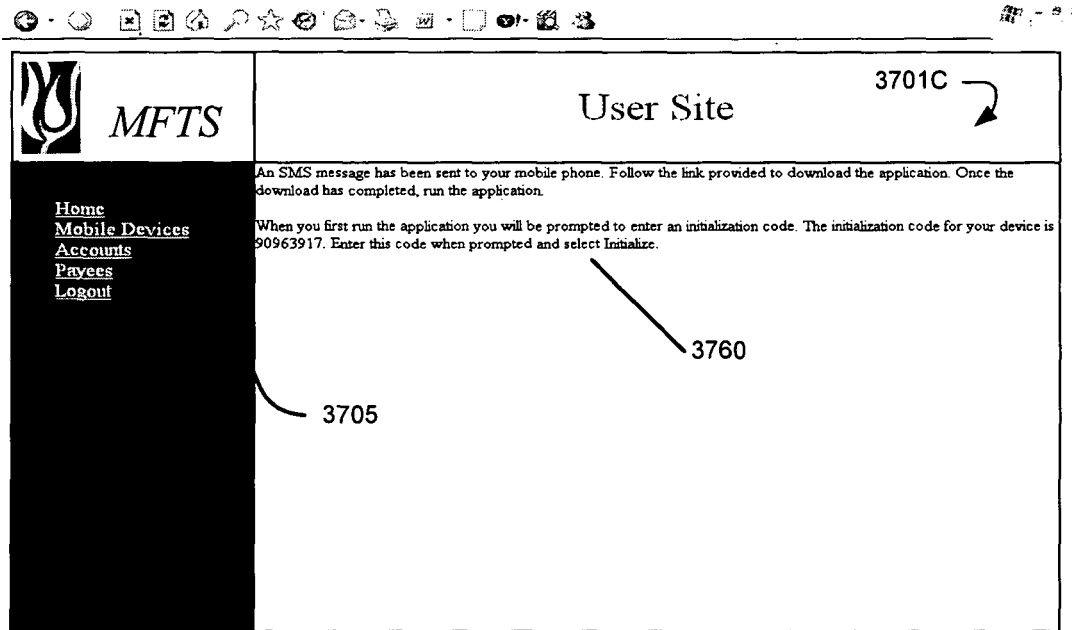 MFTS
User Site
3701C
Home
Mobile Devices
Accounts
Payees
Logout
An SMS message has been sent to your mobile phone. Follow the link provided to download the application. Once the
download has completed, run the application.
When you first run the application you will be prompted to enter an initialization code. The initialization code for your device is
90963917. Enter this code when prompted and select Initialize.
3760
3705